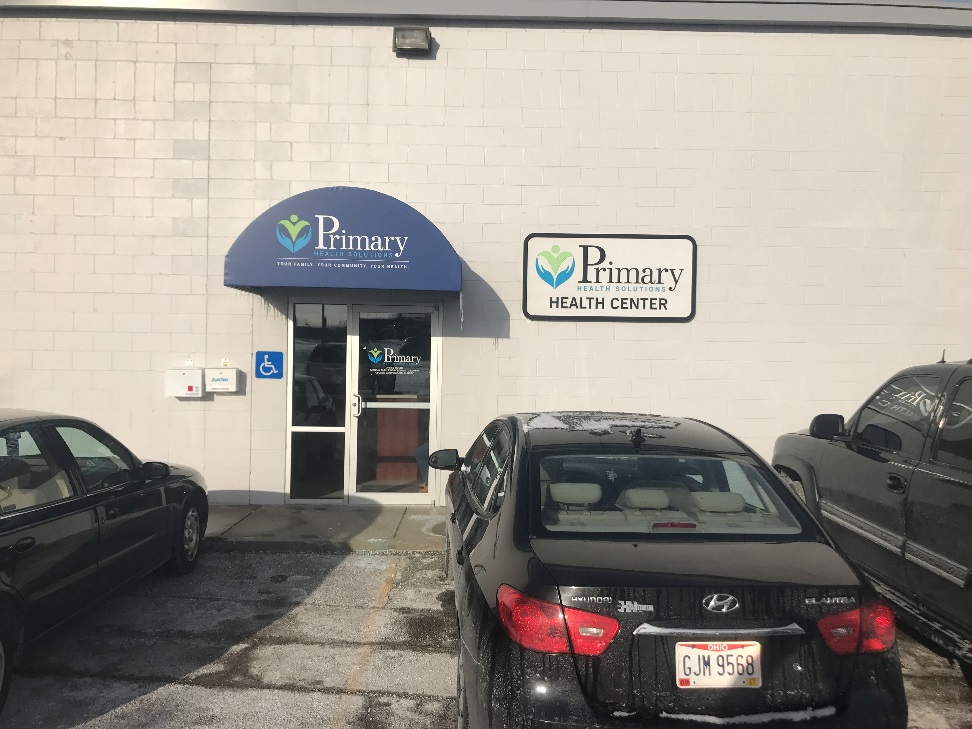 Primary
HEALTH SOLUTIONS
YOUR FAMILY. YOUR COMMUNITY. YOUR HEALTH.
Primary
HEALTH SOLUTIONS
HEALTH CENTER
Primary
HYUNDAI
ELANTRA
OHIO
GJM 9568